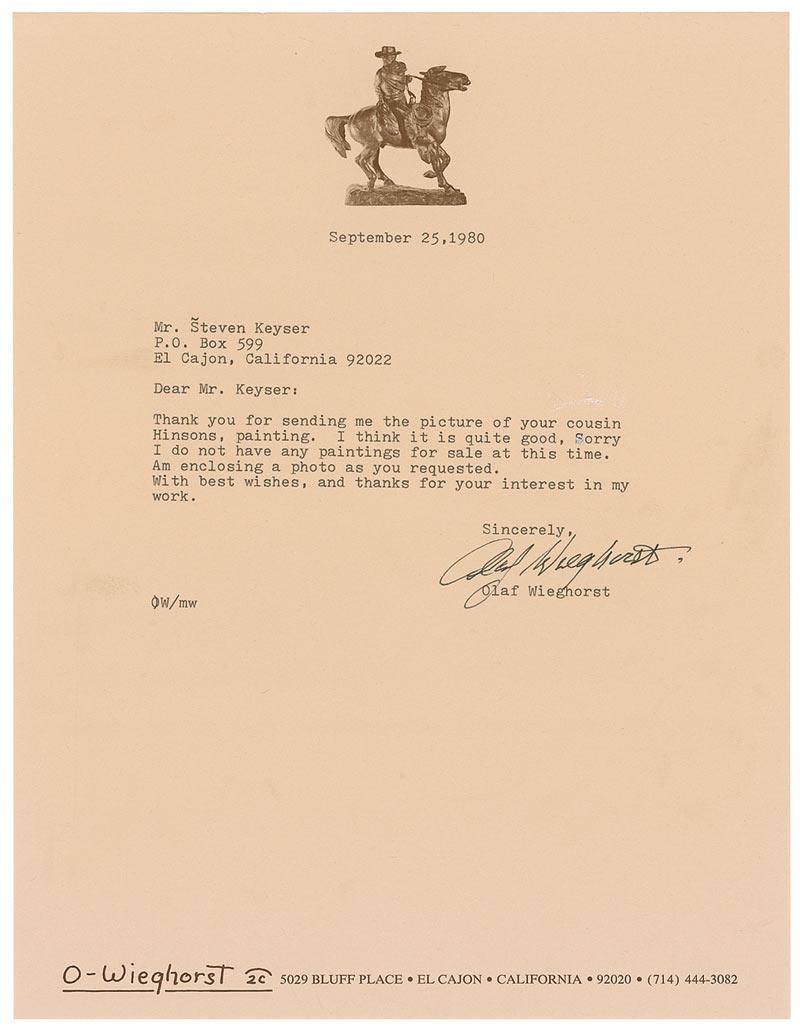 September 25,1980
Mr. Steven Keyser
P.O. Box 599
El Cajon, California 92022
Dear Mr. Keyser:
Thank you for sending me the picture of your cousin
Hinsons, painting.  I think it is quite good, Sorry
I do not have any paintings for sale at this time.
Am enclosing a photo as you requested.
With best wishes, and thanks for your interest in my
work.
Sincerely,
Olaf Wieghorst.
Olaf Wieghorst
OW/mw
O-Wieghorst 5029 BLUFF PLACE • EL CAJON • CALIFORNIA • 92020 • (714) 444-3082